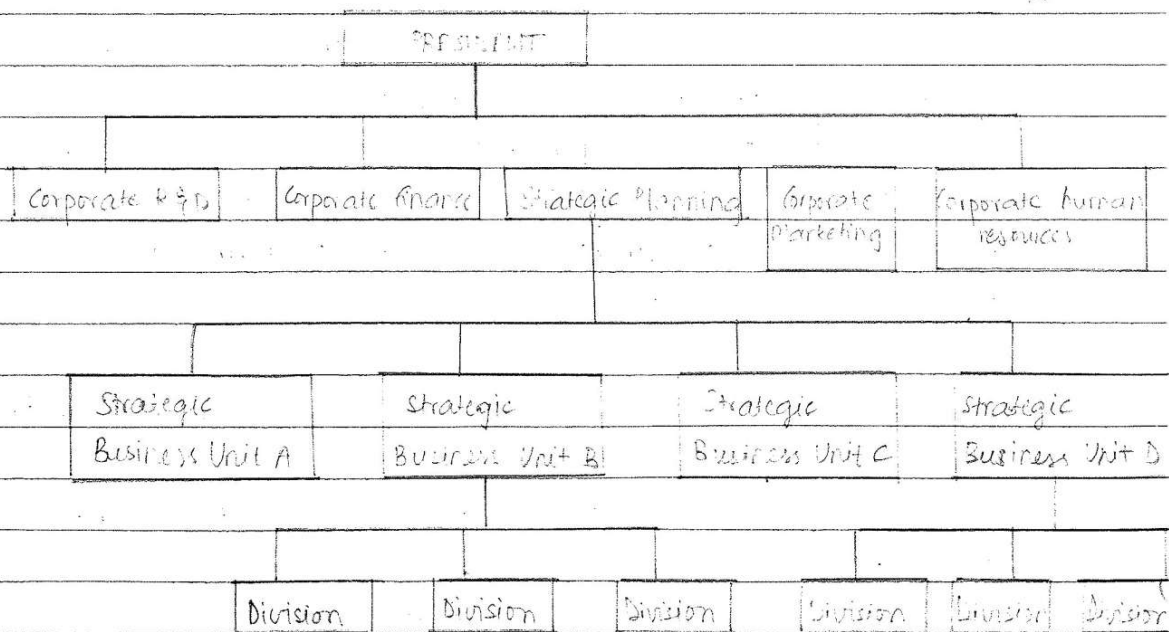 PRESIDENT
Corporate R & D
Corporate finance
Strategic Planning
Corporate
Marketing
Corporate human
resources
Strategic
Business Unit A
Strategic
Business Unit B
Strategic
Business Unit C
Strategic
Business Unit D
Division
Division
Division
Division
Division
Division